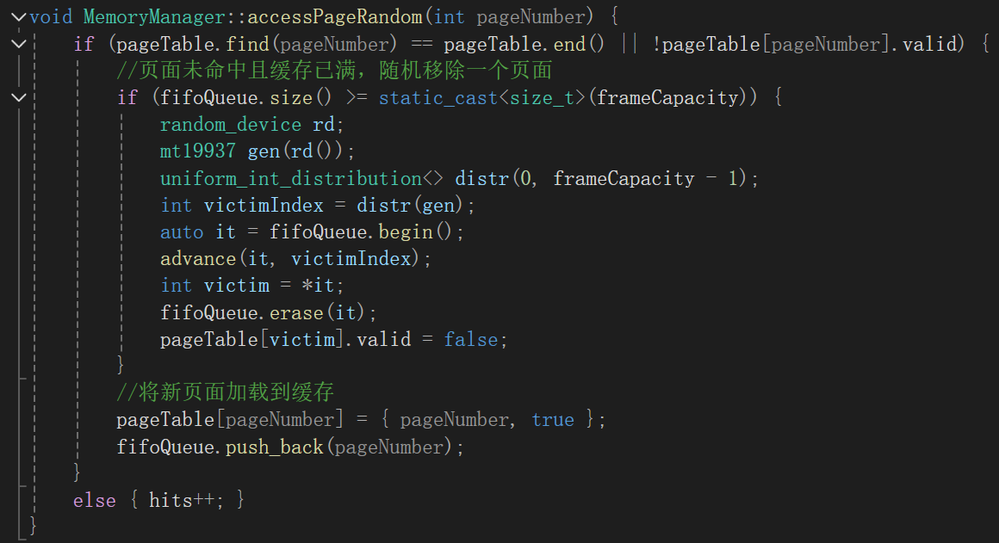 void MemoryManager::accessPageRandom(int pageNumber) {
if (pageTable.find(pageNumber) == pageTable.end() || !pageTable[pageNumber].valid) {
//页面未命中且缓存已满，随机移除一个页面
if (fifoQueue.size() >= static_cast<size_t>(frameCapacity)) {
random_device rd;
mt19937 gen(rd());
uniform_int_distribution<> distr(0, frameCapacity - 1);
int victimIndex = distr(gen);
auto it = fifoQueue.begin();
advance(it, victimIndex);
int victim = *it;
fifoQueue.erase(it);
pageTable[victim].valid = false;
}
//将新页面加载到缓存
pageTable[pageNumber] = { pageNumber, true };
fifoQueue.push_back(pageNumber);
}
else { hits++; }
}